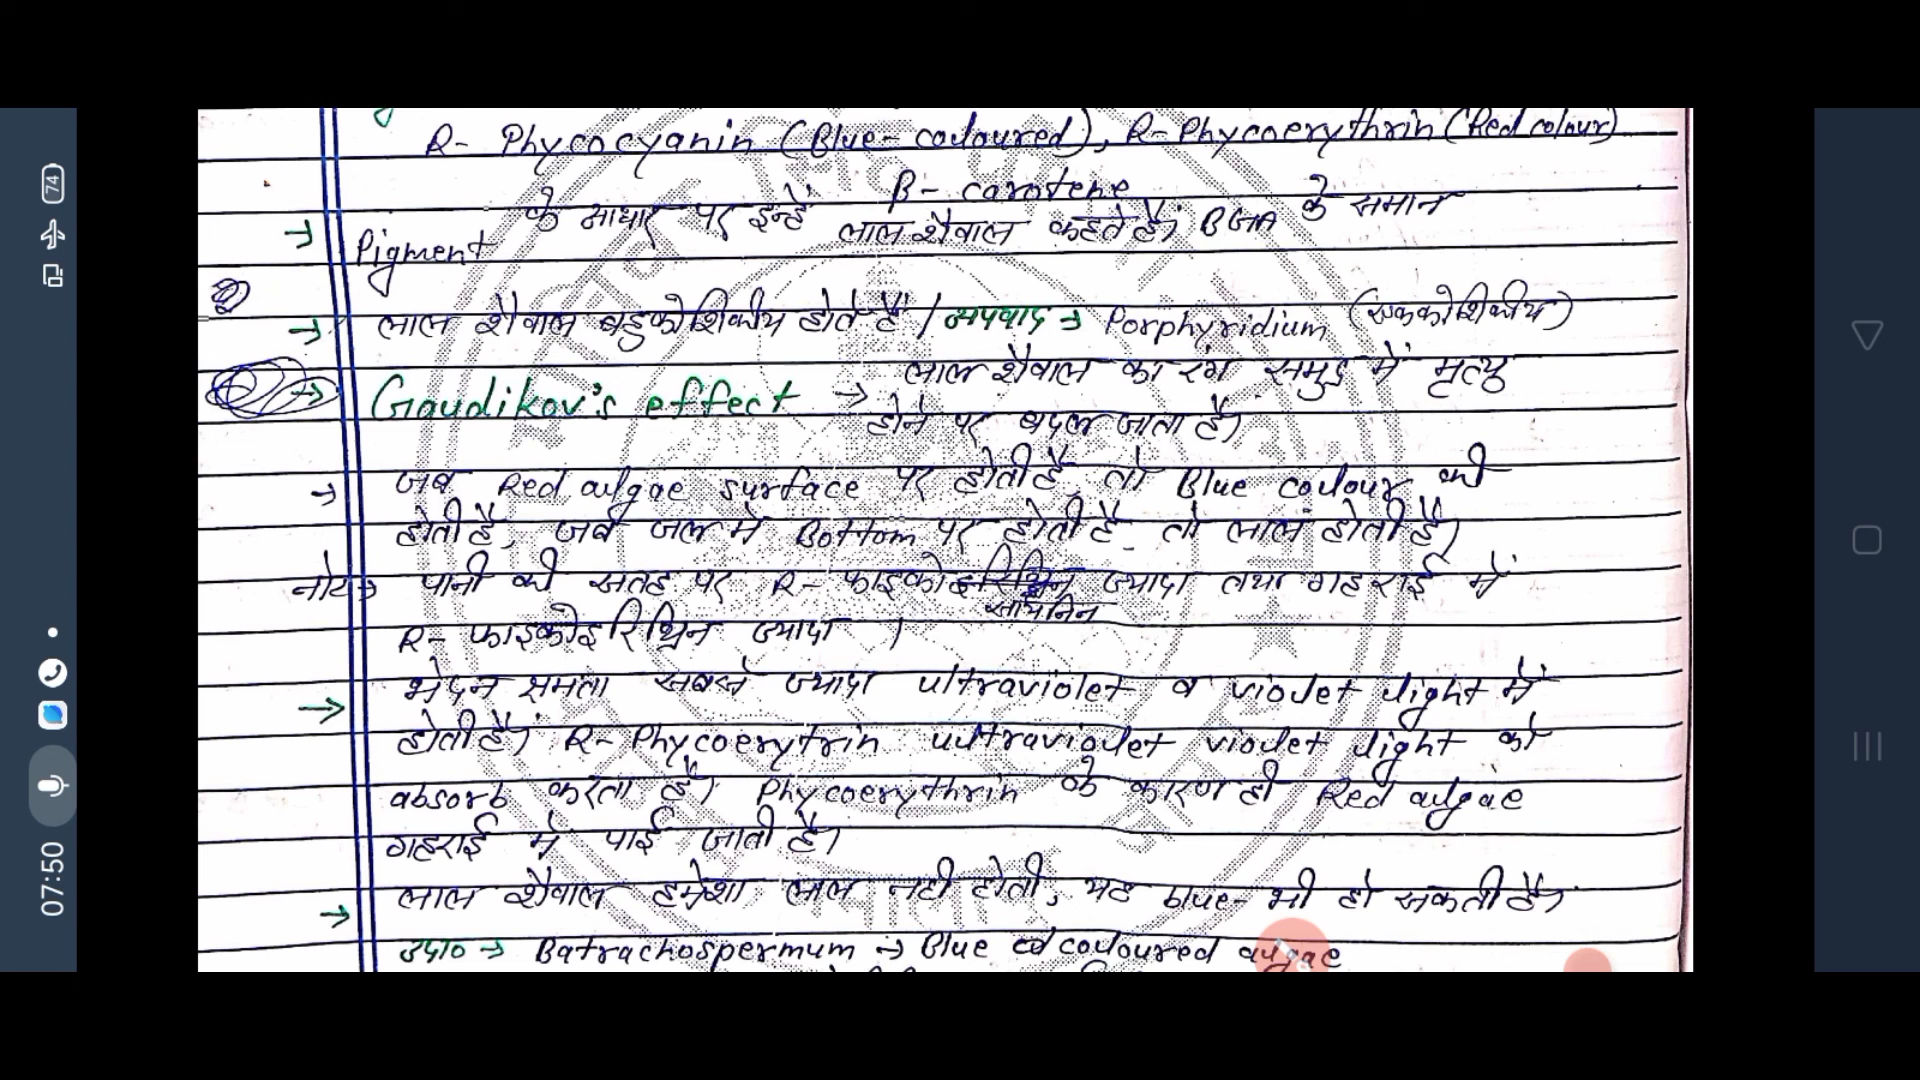 R- Phycocyanin (Blue-coloured), R-Phycoerythrin (Red colour)
β- carotene
→ Pigment के आधार पर इन्हें लाल शैवाल कहते है। BGA के समान
→ लाल शैवाल बहुकोशिकीय होते हैं। अपवाद → Porphyridium (एककोशिकीय)
→ Gaudikov's effect → लाल शैवाल का रंग समुद्र में मृत्यु
होने पर बदल जाता है।
→ जब Red algae surface पर होती है तो Blue colour की
होती है, जब जल में Bottom पर होती है तो लाल होती है।
नोट→ पानी की सतह पर R- फाइकोसायनिन ज्यादा तथा गहराई में
R- फाइकोइरिथ्रिन ज्यादा ।
→ भेदन क्षमता सबसे ज्यादा ultraviolet व violet light में
होती है। R-Phycoerytrin ultraviolet violet light को
absorb करता है। Phycoerythrin के कारण ही Red algae
गहराई में पाई जाती है।
→ लाल शैवाल हमेशा लाल नही होती, यह blue- भी हो सकती है।
उदा० → Batrachospermum → Blue coloured algae
07:50
74